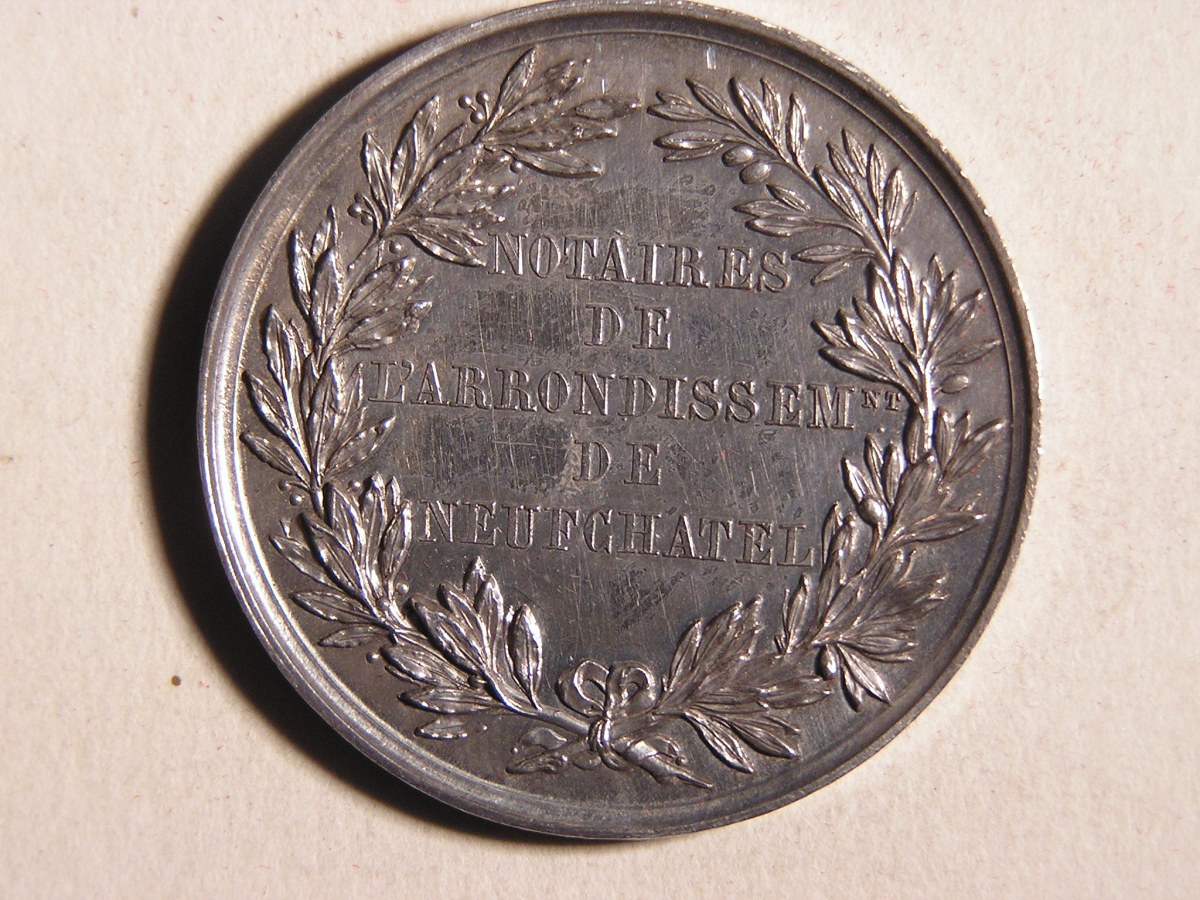 NOTAIRES
DE
L'ARRONDISSEMNT
DE
NEUFCHATEL